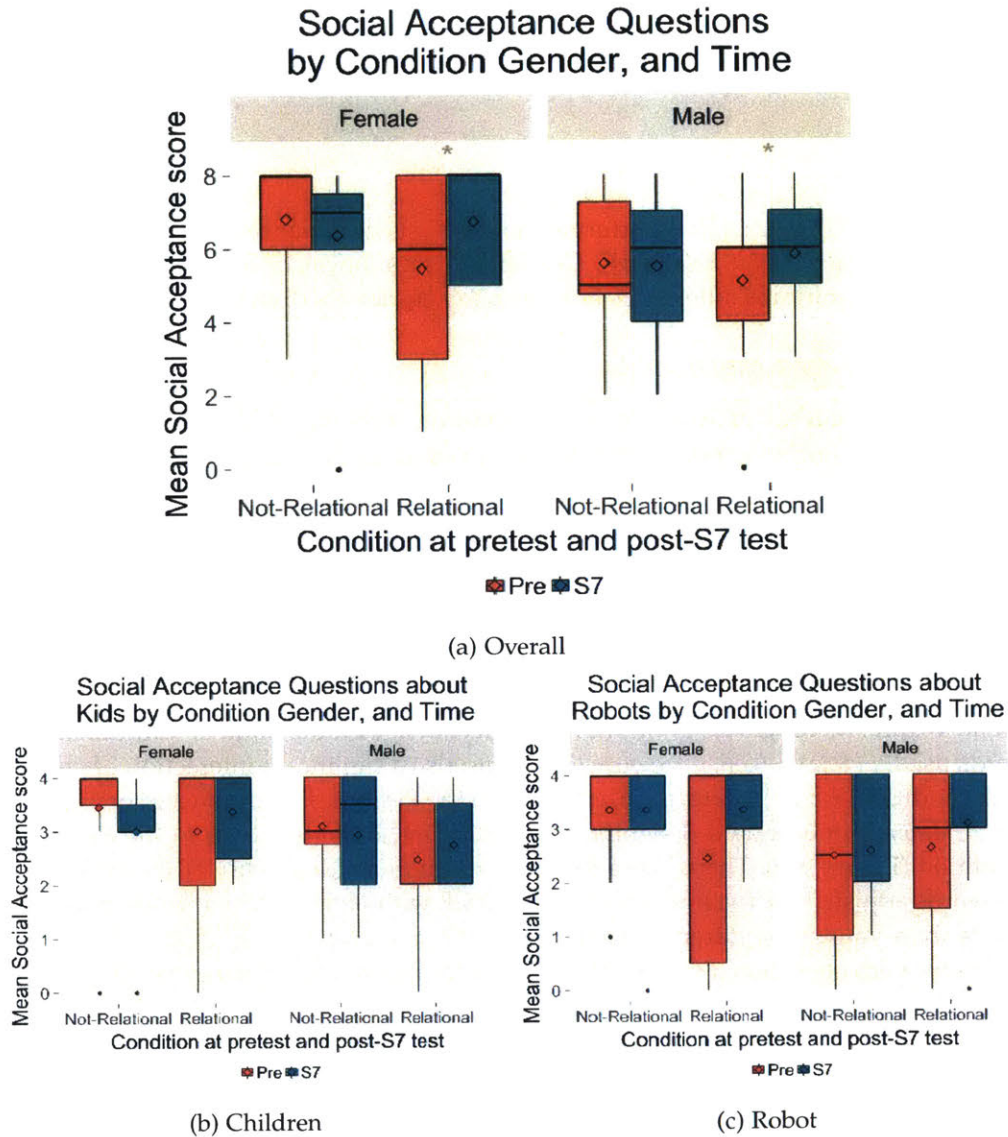 Social Acceptance Questions
by Condition Gender, and Time
Female
Male
*
*
Mean Social Acceptance score
8
6
4
2
0
Not-Relational Relational
Not-Relational Relational
Condition at pretest and post-S7 test
Pre S7
(a) Overall
Social Acceptance Questions about
Kids by Condition Gender, and Time
Female
Male
Mean Social Acceptance score
4
3
2
1
0
Not-Relational Relational
Not-Relational Relational
Condition at pretest and post-S7 test
Pre S7
(b) Children
Social Acceptance Questions about
Robots by Condition Gender, and Time
Female
Male
Mean Social Acceptance score
4
3
2
1
0
Not-Relational Relational
Not-Relational Relational
Condition at pretest and post-S7 test
Pre S7
(c) Robot